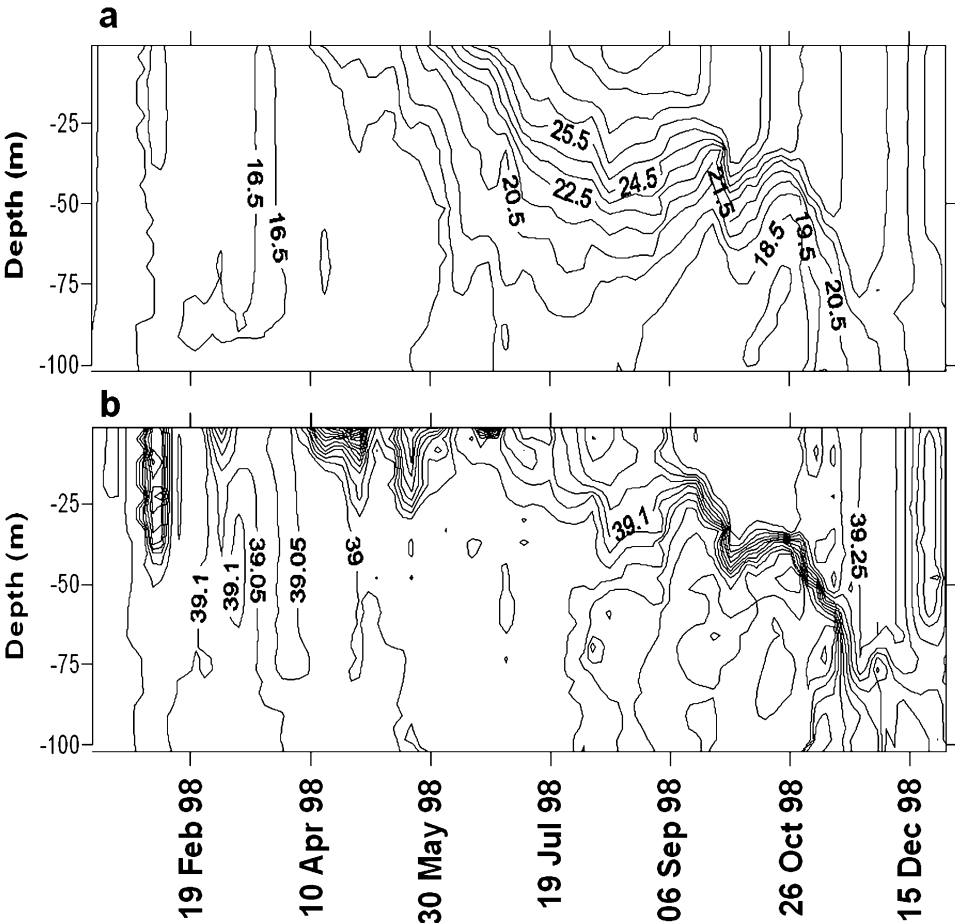 a
Depth (m)
-25
-50
-75
-100
16.5
16.5
20.5
25.5
22.5
24.5
21.5
18.5
19.5
20.5
b
Depth (m)
-25
-50
-75
-100
39.1
39.1
39.05
39.05
39
39.1
39.25
19 Feb 98
10 Apr 98
30 May 98
19 Jul 98
06 Sep 98
26 Oct 98
15 Dec 98